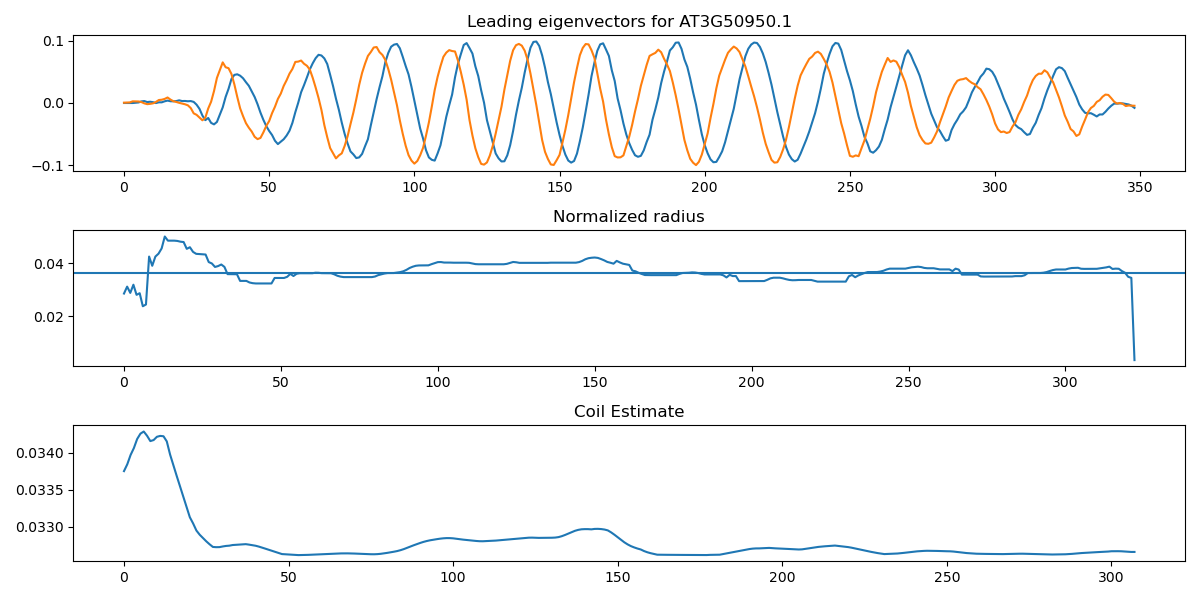 Leading eigenvectors for AT3G50950.1
0.1
0.0
−0.1
0 50 100 150 200 250 300 350
Normalized radius
0.04
0.02
0 50 100 150 200 250 300
Coil Estimate
0.0340
0.0335
0.0330
0 50 100 150 200 250 300